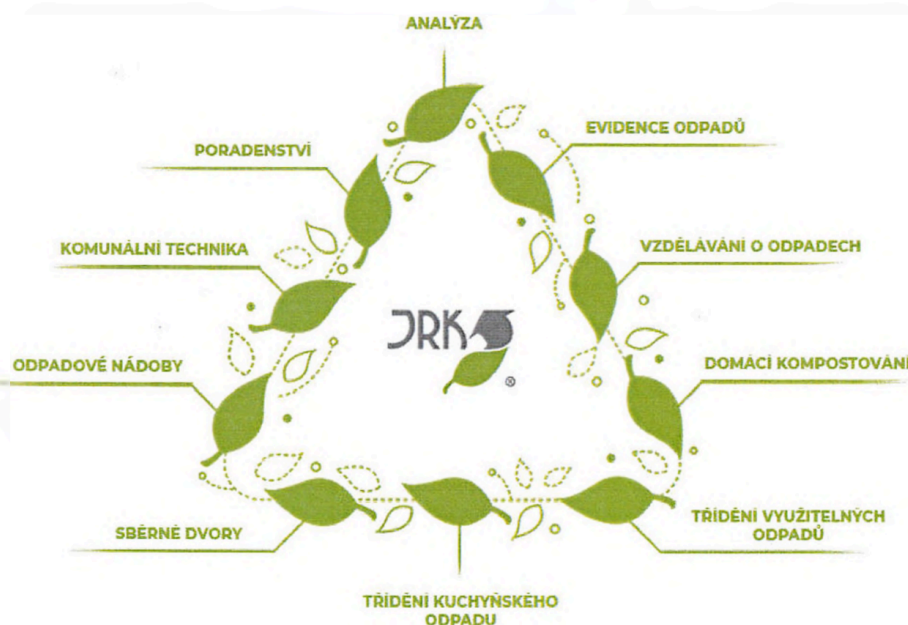 ANALÝZA
EVIDENCE ODPADŮ
PORADENSTVÍ
KOMUNÁLNÍ TECHNIKA
VZDĚLÁVÁNÍ O ODPADECH
JRK
®
ODPADOVÉ NÁDOBY
DOMÁCÍ KOMPOSTOVÁNÍ
SBĚRNÉ DVORY
TŘÍDĚNÍ VYUŽITELNÝCH
ODPADŮ
TŘÍDĚNÍ KUCHYŇSKÉHO
ODPADU